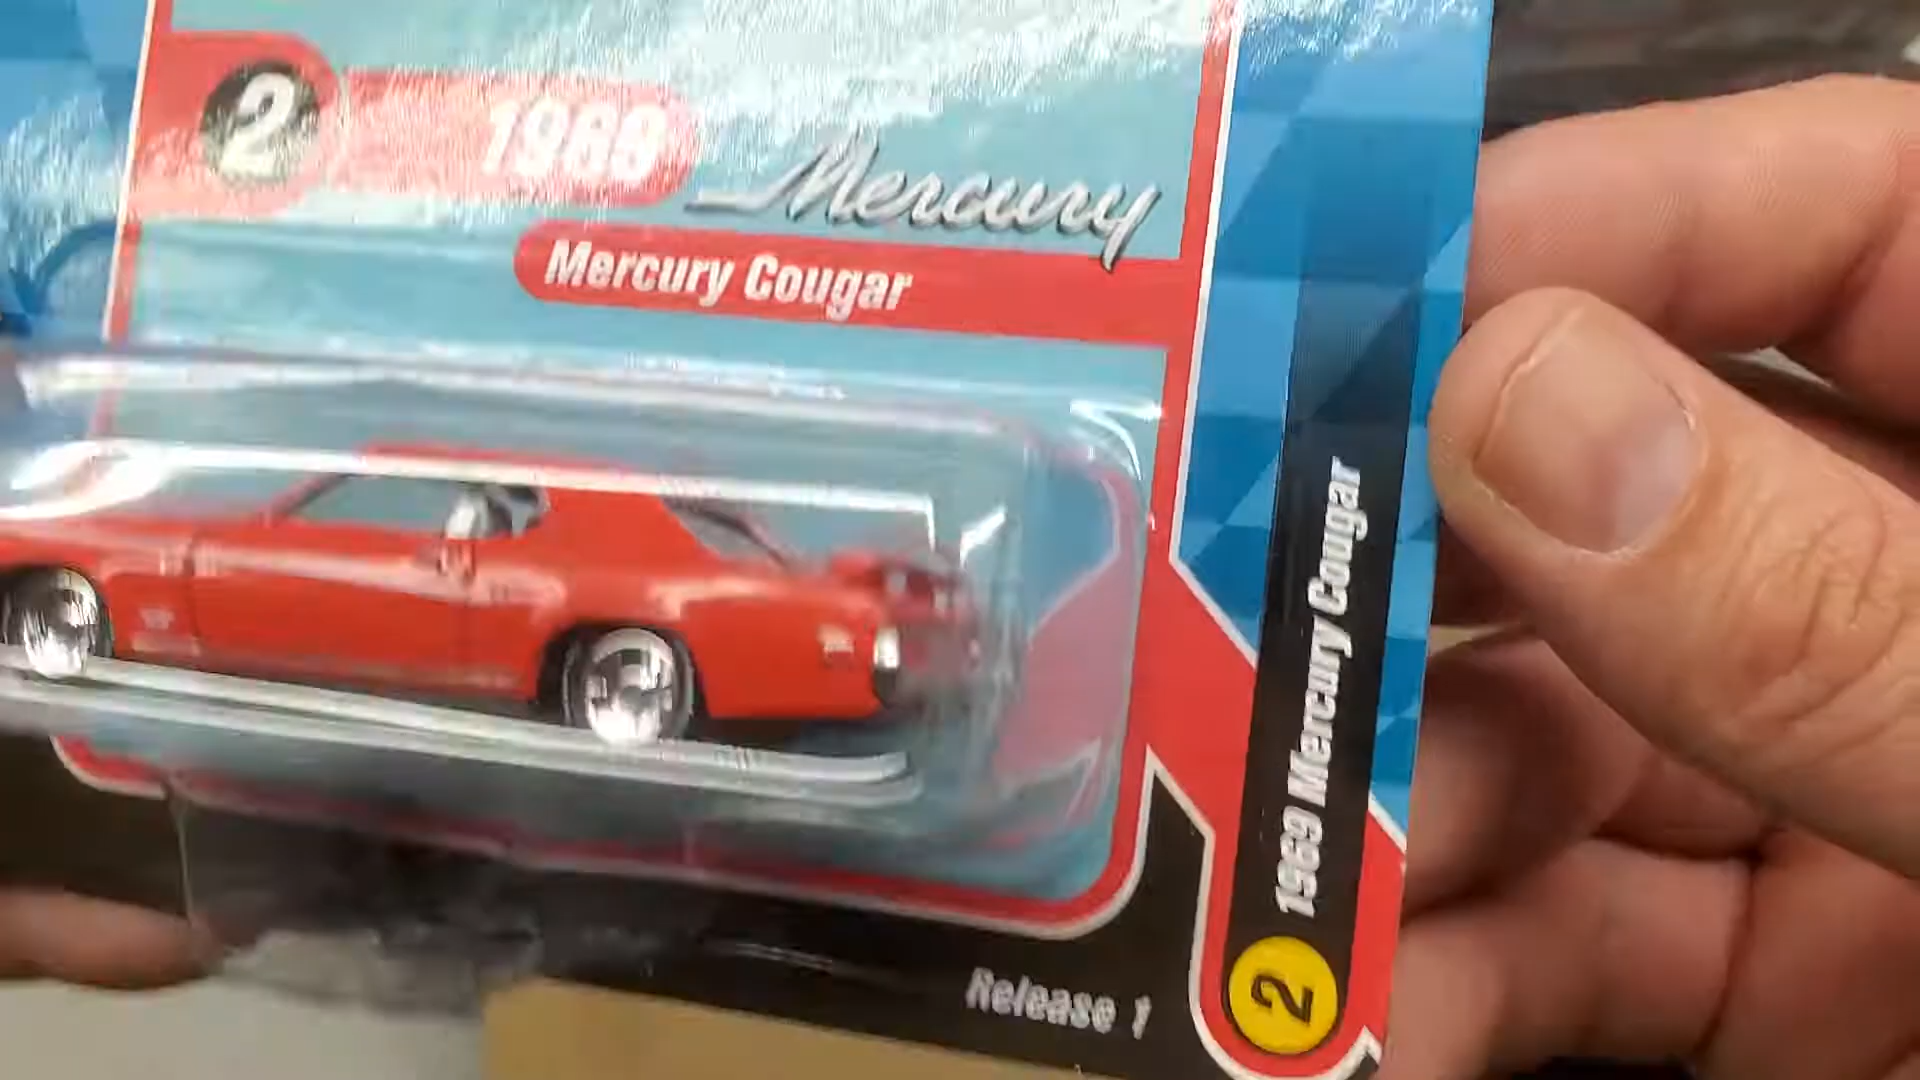 2
1969
Mercury
Mercury Cougar
1969 Mercury Cougar
2
Release 1